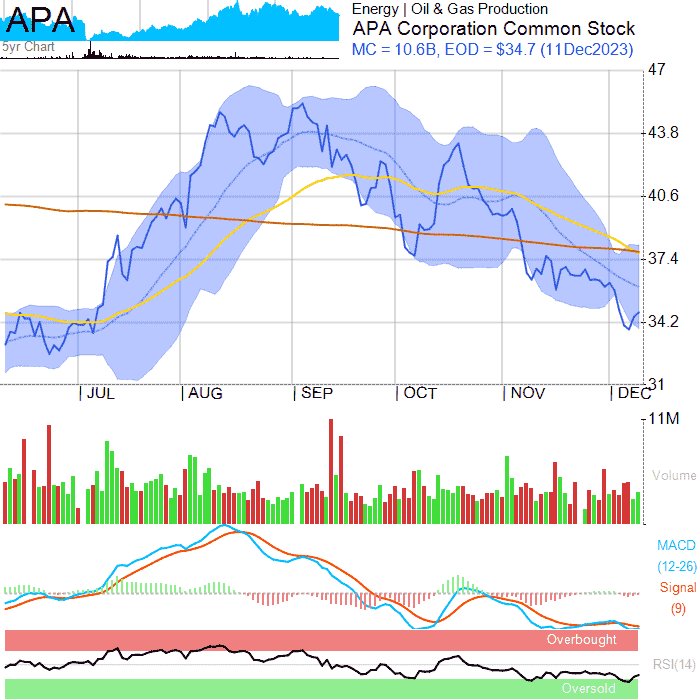 APA
5yr Chart
Energy | Oil & Gas Production
APA Corporation Common Stock
MC = 10.6B, EOD = $34.7 (11Dec2023)
47
43.8
40.6
37.4
34.2
31
JUL
AUG
SEP
OCT
NOV
DEC
11M
Volume
MACD
(12-26)
Signal
(9)
Overbought
RSI(14)
Oversold